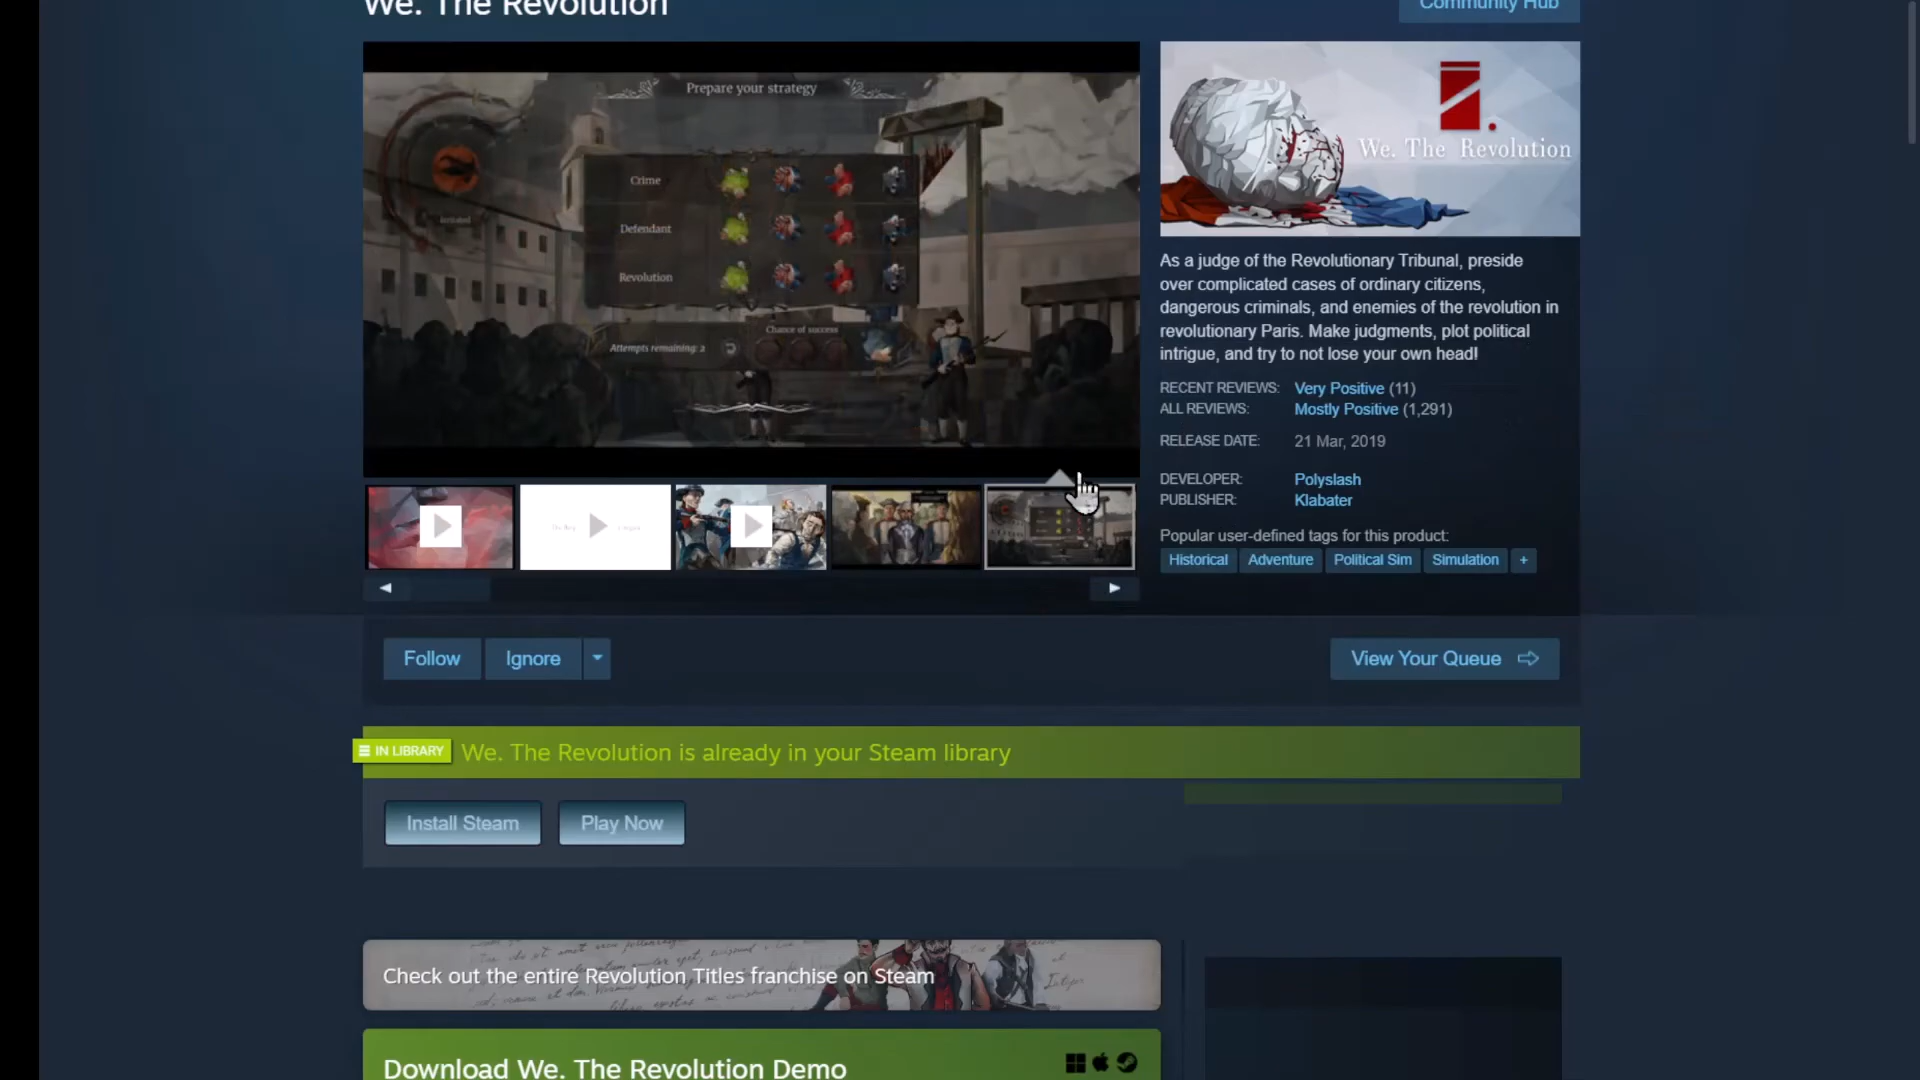 We. The Revolution
Community Hub
Prepare your strategy
Crime
Defendant
Revolution
Chance of success
Attempts remaining: 2
Irritated
We. The Revolution
As a judge of the Revolutionary Tribunal, preside
over complicated cases of ordinary citizens,
dangerous criminals, and enemies of the revolution in
revolutionary Paris. Make judgments, plot political
intrigue, and try to not lose your own head!
RECENT REVIEWS: Very Positive (11)
ALL REVIEWS: Mostly Positive (1,291)
RELEASE DATE: 21 Mar, 2019
DEVELOPER: Polyslash
PUBLISHER: Klabater
Popular user-defined tags for this product:
Historical Adventure Political Sim Simulation +
Follow Ignore
View Your Queue
IN LIBRARY We. The Revolution is already in your Steam library
Install Steam Play Now
Check out the entire Revolution Titles franchise on Steam
Download We. The Revolution Demo